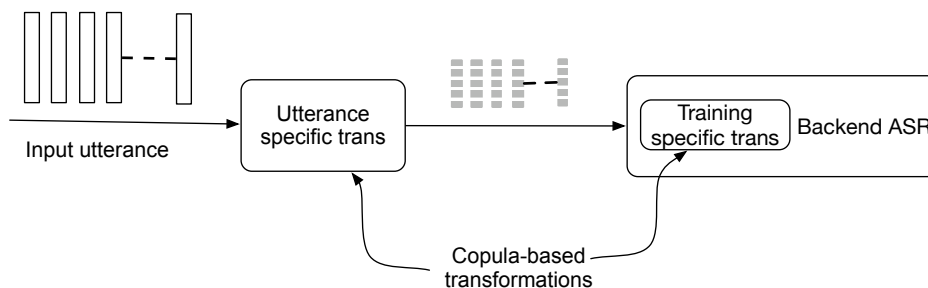 Input utterance
Utterance
specific trans
Training
specific trans
Backend ASR
Copula-based
transformations